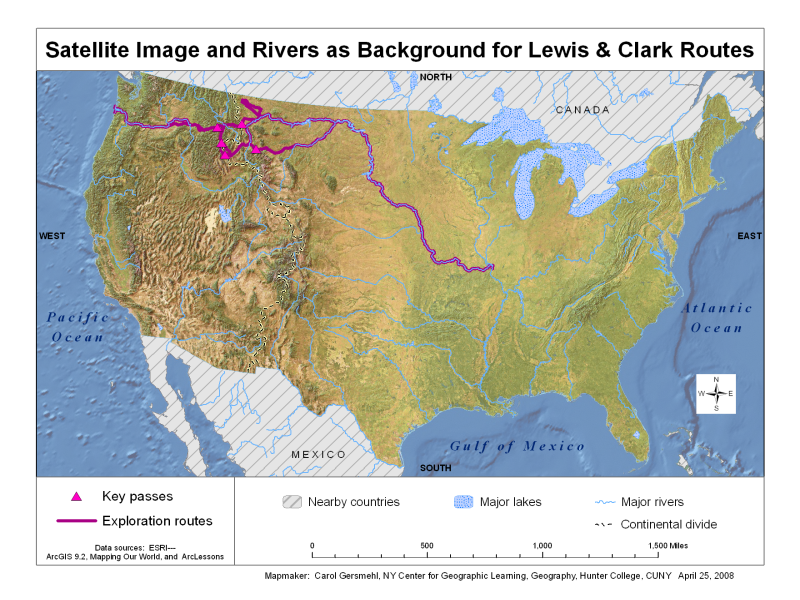 Satellite Image and Rivers as Background for Lewis & Clark Routes
NORTH
CANADA
WEST
EAST
Pacific
Ocean
Atlantic
Ocean
N
W E
S
Gulf of Mexico
MEXICO
SOUTH
Key passes
Exploration routes
Data sources: ESRI---
ArcGIS 9.2, Mapping Our World, and ArcLessons
Nearby countries
Major lakes
Major rivers
Continental divide
0 500 1,000 1,500 Miles
Mapmaker: Carol Gersmehl, NY Center for Geographic Learning, Geography, Hunter College, CUNY April 25, 2008